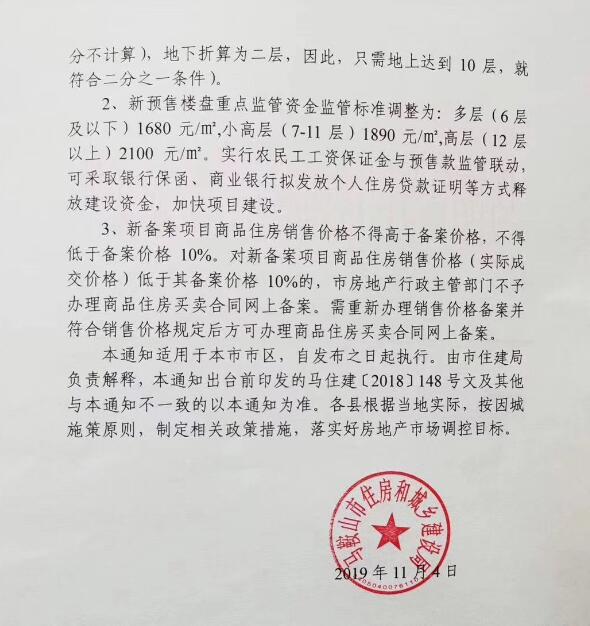 分不计算），地下折算为二层，因此，只需地上达到 10 层，就
符合二分之一条件）。
2、新预售楼盘重点监管资金监管标准调整为：多层（6 层
及以下）1680 元/㎡,小高层（7-11 层）1890 元/㎡,高层（12 层
以上）2100 元/㎡。实行农民工工资保证金与预售款监管联动，
可采取银行保函、商业银行拟发放个人住房贷款证明等方式释
放建设资金，加快项目建设。
3、新备案项目商品住房销售价格不得高于备案价格，不得
低于备案价格 10%。对新备案项目商品住房销售价格（实际成
交价格）低于其备案价格 10%的，市房地产行政主管部门不予
办理商品住房买卖合同网上备案。需重新办理销售价格备案并
符合销售价格规定后方可办理商品住房买卖合同网上备案。
本通知适用于本市市区，自发布之日起执行。由市住建局
负责解释，本通知出台前印发的马住建〔2018〕148 号文及其他
与本通知不一致的以本通知为准。各县根据当地实际，按因城
施策原则，制定相关政策措施，落实好房地产市场调控目标。
马鞍山市住房和城乡建设局
2019 年 11 月 4 日